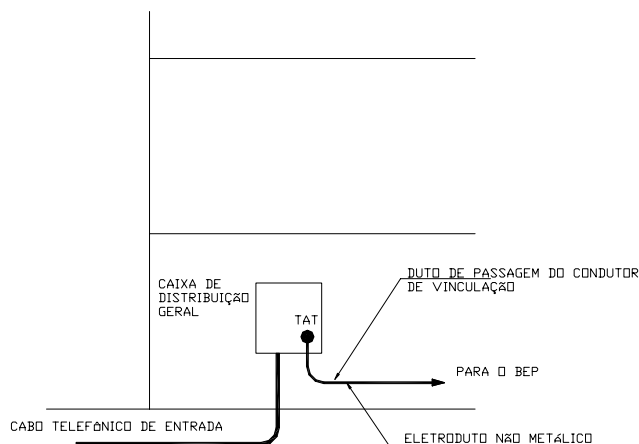 CAIXA DE
DISTRIBUIÇÃO
GERAL
TAT
DUTO DE PASSAGEM DO CONDUTOR
DE VINCULAÇÃO
PARA O BEP
CABO TELEFÔNICO DE ENTRADA
ELETRODUTO NÃO METÁLICO